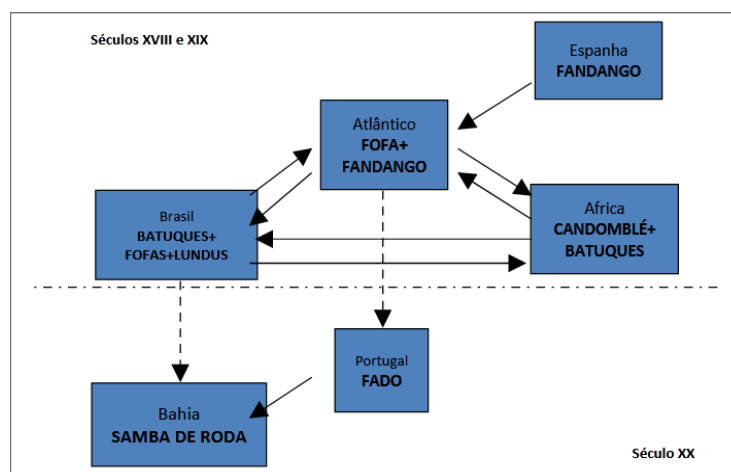 Séculos XVIII e XIX
Espanha
FANDANGO
Atlântico
FOFA+
FANDANGO
Brasil
BATUQUES+
FOFAS+LUNDUS
Africa
CANDOMBLÉ+
BATUQUES
Portugal
FADO
Bahia
SAMBA DE RODA
Século XX